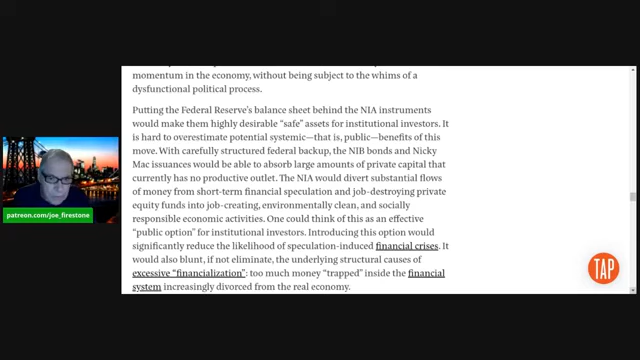 momentum in the economy, without being subject to the whims of a
dysfunctional political process.
Putting the Federal Reserve's balance sheet behind the NIA instruments
would make them highly desirable "safe" assets for institutional investors. It
is hard to overestimate potential systemic—that is, public—benefits of this
move. With carefully structured federal backup, the NIB bonds and Nicky
Mac issuances would be able to absorb large amounts of private capital that
currently has no productive outlet. The NIA would divert substantial flows
of money from short-term financial speculation and job-destroying private
equity funds into job-creating, environmentally clean, and socially
responsible economic activities. One could think of this as an effective
"public option" for institutional investors. Introducing this option would
significantly reduce the likelihood of speculation-induced financial crises. It
would also blunt, if not eliminate, the underlying structural causes of
excessive "financialization": too much money "trapped" inside the financial
system increasingly divorced from the real economy.
patreon.com/joe_firestone
TAP